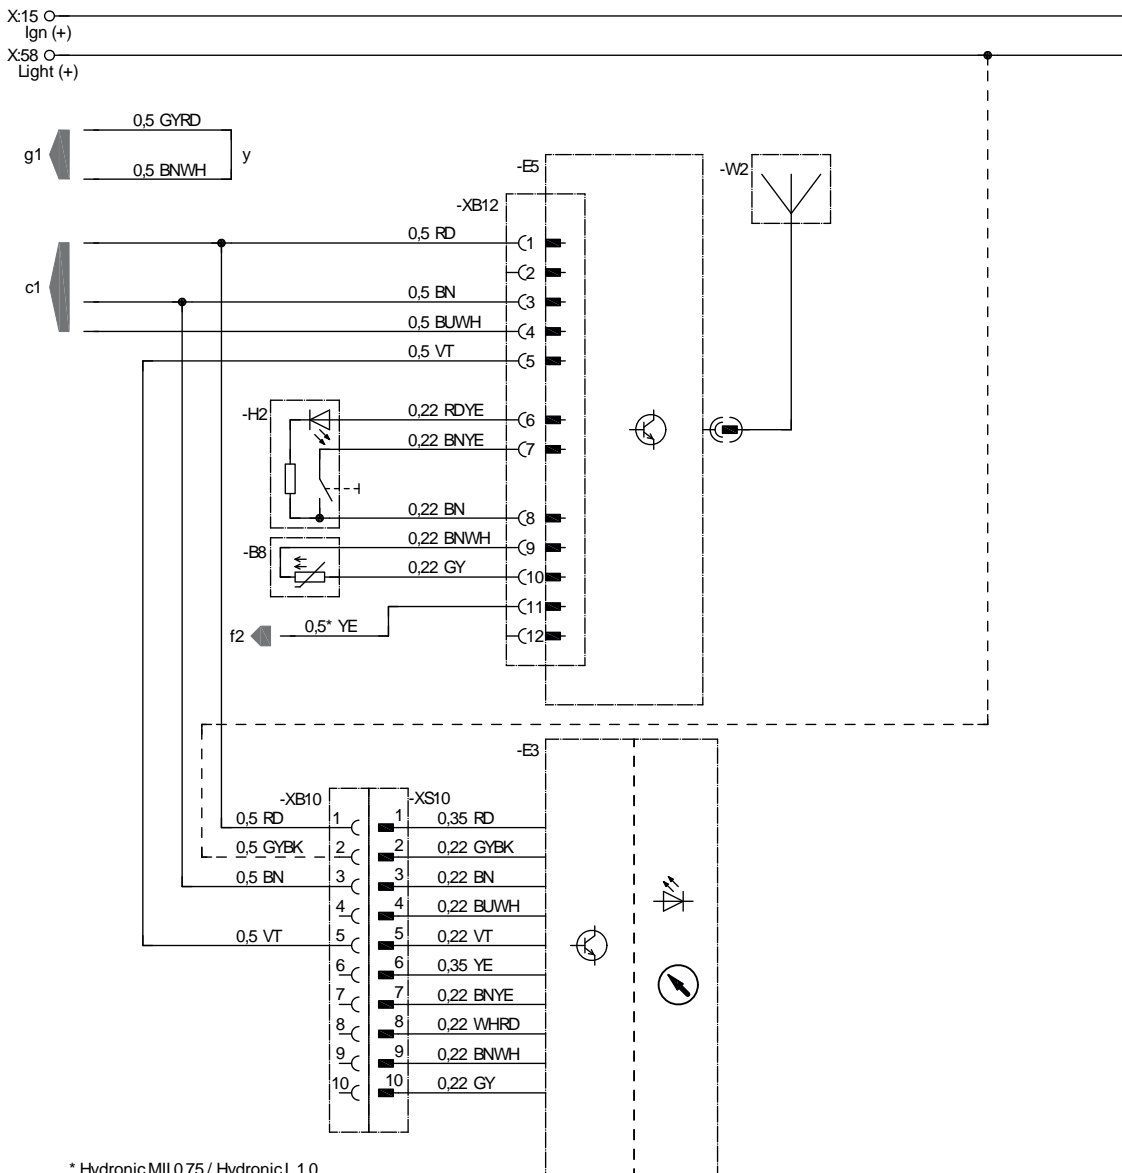 X:15
Ign (+)
X:58
Light (+)
0,5 GYRD
g1
y
0,5 BNWH
-E5
-W2
-XB12
0,5 RD
1
2
c1
0,5 BN
3
0,5 BUWH
4
0,5 VT
5
-H2
0,22 RDYE
6
0,22 BNYE
7
0,22 BN
8
-B8
0,22 BNWH
9
0,22 GY
10
11
f2
0,5* YE
12
-E3
-XB10
-XS10
0,5 RD
1
1
0,35 RD
0,5 GYBK
2
2
0,22 GYBK
0,5 BN
3
3
0,22 BN
4
4
0,22 BUWH
0,5 VT
5
5
0,22 VT
6
6
0,35 YE
7
7
0,22 BNYE
8
8
0,22 WHRD
9
9
0,22 BNWH
10
10
0,22 GY
* Hydronic MII 0,75 / Hydronic L 1,0